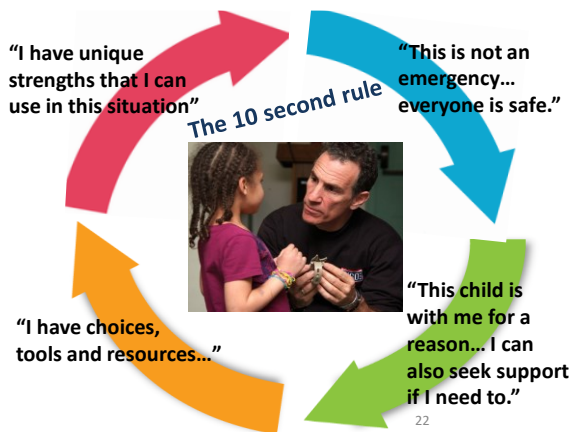 The 10 second rule
“This is not an
emergency...
everyone is safe.”
“This child is
with me for a
reason... I can
also seek support
if I need to.”
“I have choices,
tools and resources...”
“I have unique
strengths that I can
use in this situation”
22